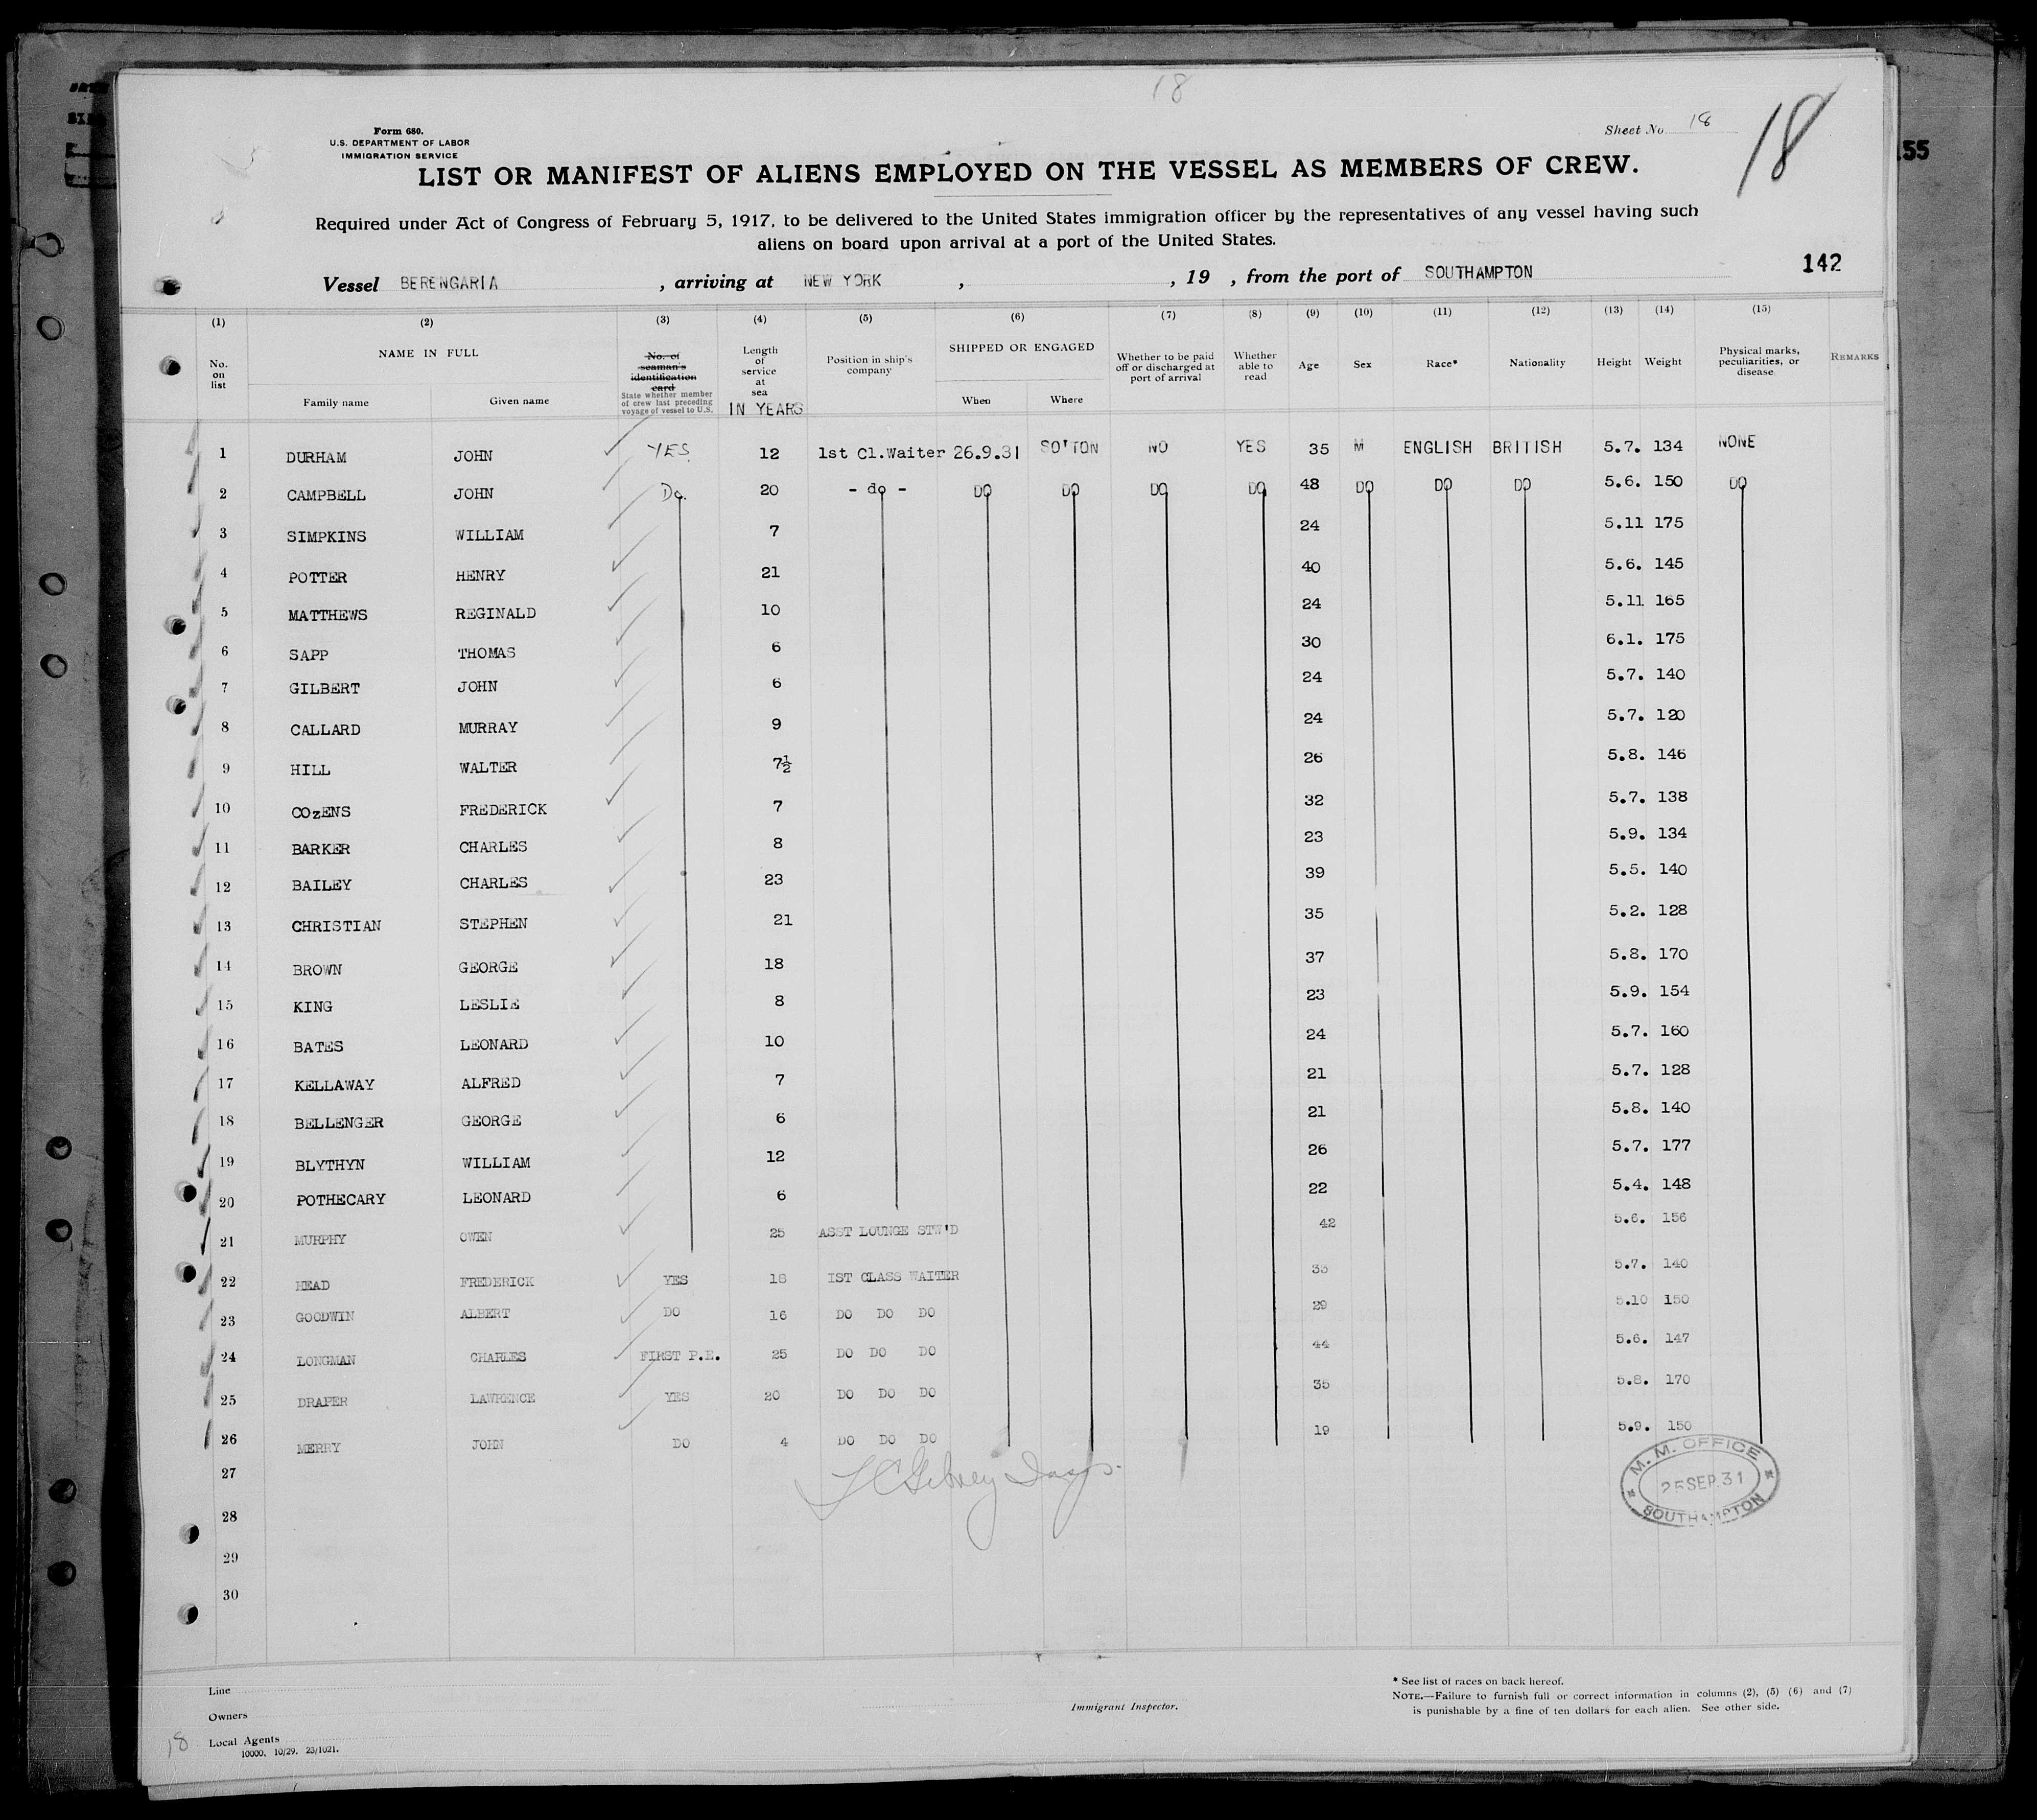 18
Form 680.
U.S. DEPARTMENT OF LABOR
IMMIGRATION SERVICE
Sheet No 18
18
55
LIST OR MANIFEST OF ALIENS EMPLOYED ON THE VESSEL AS MEMBERS OF CREW.
Required under Act of Congress of February 5, 1917, to be delivered to the United States immigration officer by the representatives of any vessel having such
aliens on board upon arrival at a port of the United States.
142
Vessel BERENGARIA , arriving at NEW YORK , , 19 , from the port of SOUTHAMPTON
(1) (2) (3) (4) (5) (6) (7) (8) (9) (10) (11) (12) (13) (14) (15)
No. on list
NAME IN FULL
Family name Given name
No. of seaman's identification card
State whether member of crew last preceding voyage of vessel to U.S.
Length of service at sea
IN YEARS
Position in ship's company
SHIPPED OR ENGAGED
When Where
Whether to be paid off or discharged at port of arrival
Whether able to read
Age Sex Race* Nationality Height Weight
Physical marks, peculiarities, or disease
REMARKS
1 DURHAM JOHN YES 12 1st Cl.Waiter 26.9.31 SO'TON NO YES 35 M ENGLISH BRITISH 5.7. 134 NONE
2 CAMPBELL JOHN Do. 20 - do - DO DO DO DO 48 DO DO DO 5.6. 150 DO
3 SIMPKINS WILLIAM 7 24 5.11 175
4 POTTER HENRY 21 40 5.6. 145
5 MATTHEWS REGINALD 10 24 5.11 165
6 SAPP THOMAS 6 30 6.1. 175
7 GILBERT JOHN 6 24 5.7. 140
8 CALLARD MURRAY 9 24 5.7. 120
9 HILL WALTER 7½ 26 5.8. 146
10 COzENS FREDERICK 7 32 5.7. 138
11 BARKER CHARLES 8 23 5.9. 134
12 BAILEY CHARLES 23 39 5.5. 140
13 CHRISTIAN STEPHEN 21 35 5.2. 128
14 BROWN GEORGE 18 37 5.8. 170
15 KING LESLIE 8 23 5.9. 154
16 BATES LEONARD 10 24 5.7. 160
17 KELLAWAY ALFRED 7 21 5.7. 128
18 BELLENGER GEORGE 6 21 5.8. 140
19 BLYTHYN WILLIAM 12 26 5.7. 177
20 POTHECARY LEONARD 6 22 5.4. 148
21 MURPHY OWEN 25 ASST LOUNGE STW'D 42 5.6. 156
22 HEAD FREDERICK YES 18 IST CLASS WAITER 5.7. 140
23 GOODWIN ALBERT DO 16 DO DO DO 29 5.10 150
24 LONGMAN CHARLES FIRST P.E. 25 DO DO DO 44 5.6. 147
25 DRAPER LAWRENCE YES 20 DO DO DO 35 5.8. 170
26 MERRY JOHN DO 4 DO DO DO 19 5.9. 150
27
28
29
30
M. M. OFFICE
25 SEP. 31
SOUTHAMPTON
Line
Owners
Local Agents
10000. 10/29. 23/1021.
18
Immigrant Inspector.
* See list of races on back hereof.
NOTE.—Failure to furnish full or correct information in columns (2), (5) (6) and (7)
is punishable by a fine of ten dollars for each alien. See other side.